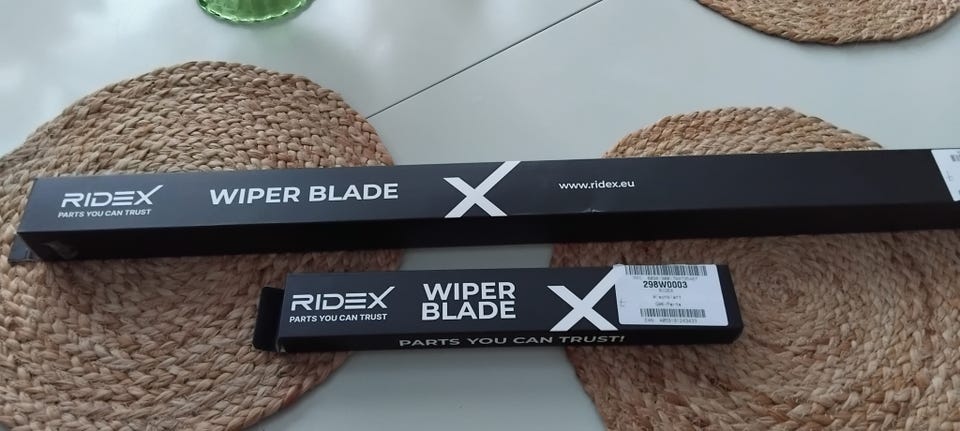 RIDEX
PARTS YOU CAN TRUST
WIPER BLADE
X
www.ridex.eu
RIDEX
PARTS YOU CAN TRUST
WIPER
BLADE
X
298W0003
RIDEX
PARTS YOU CAN TRUST!